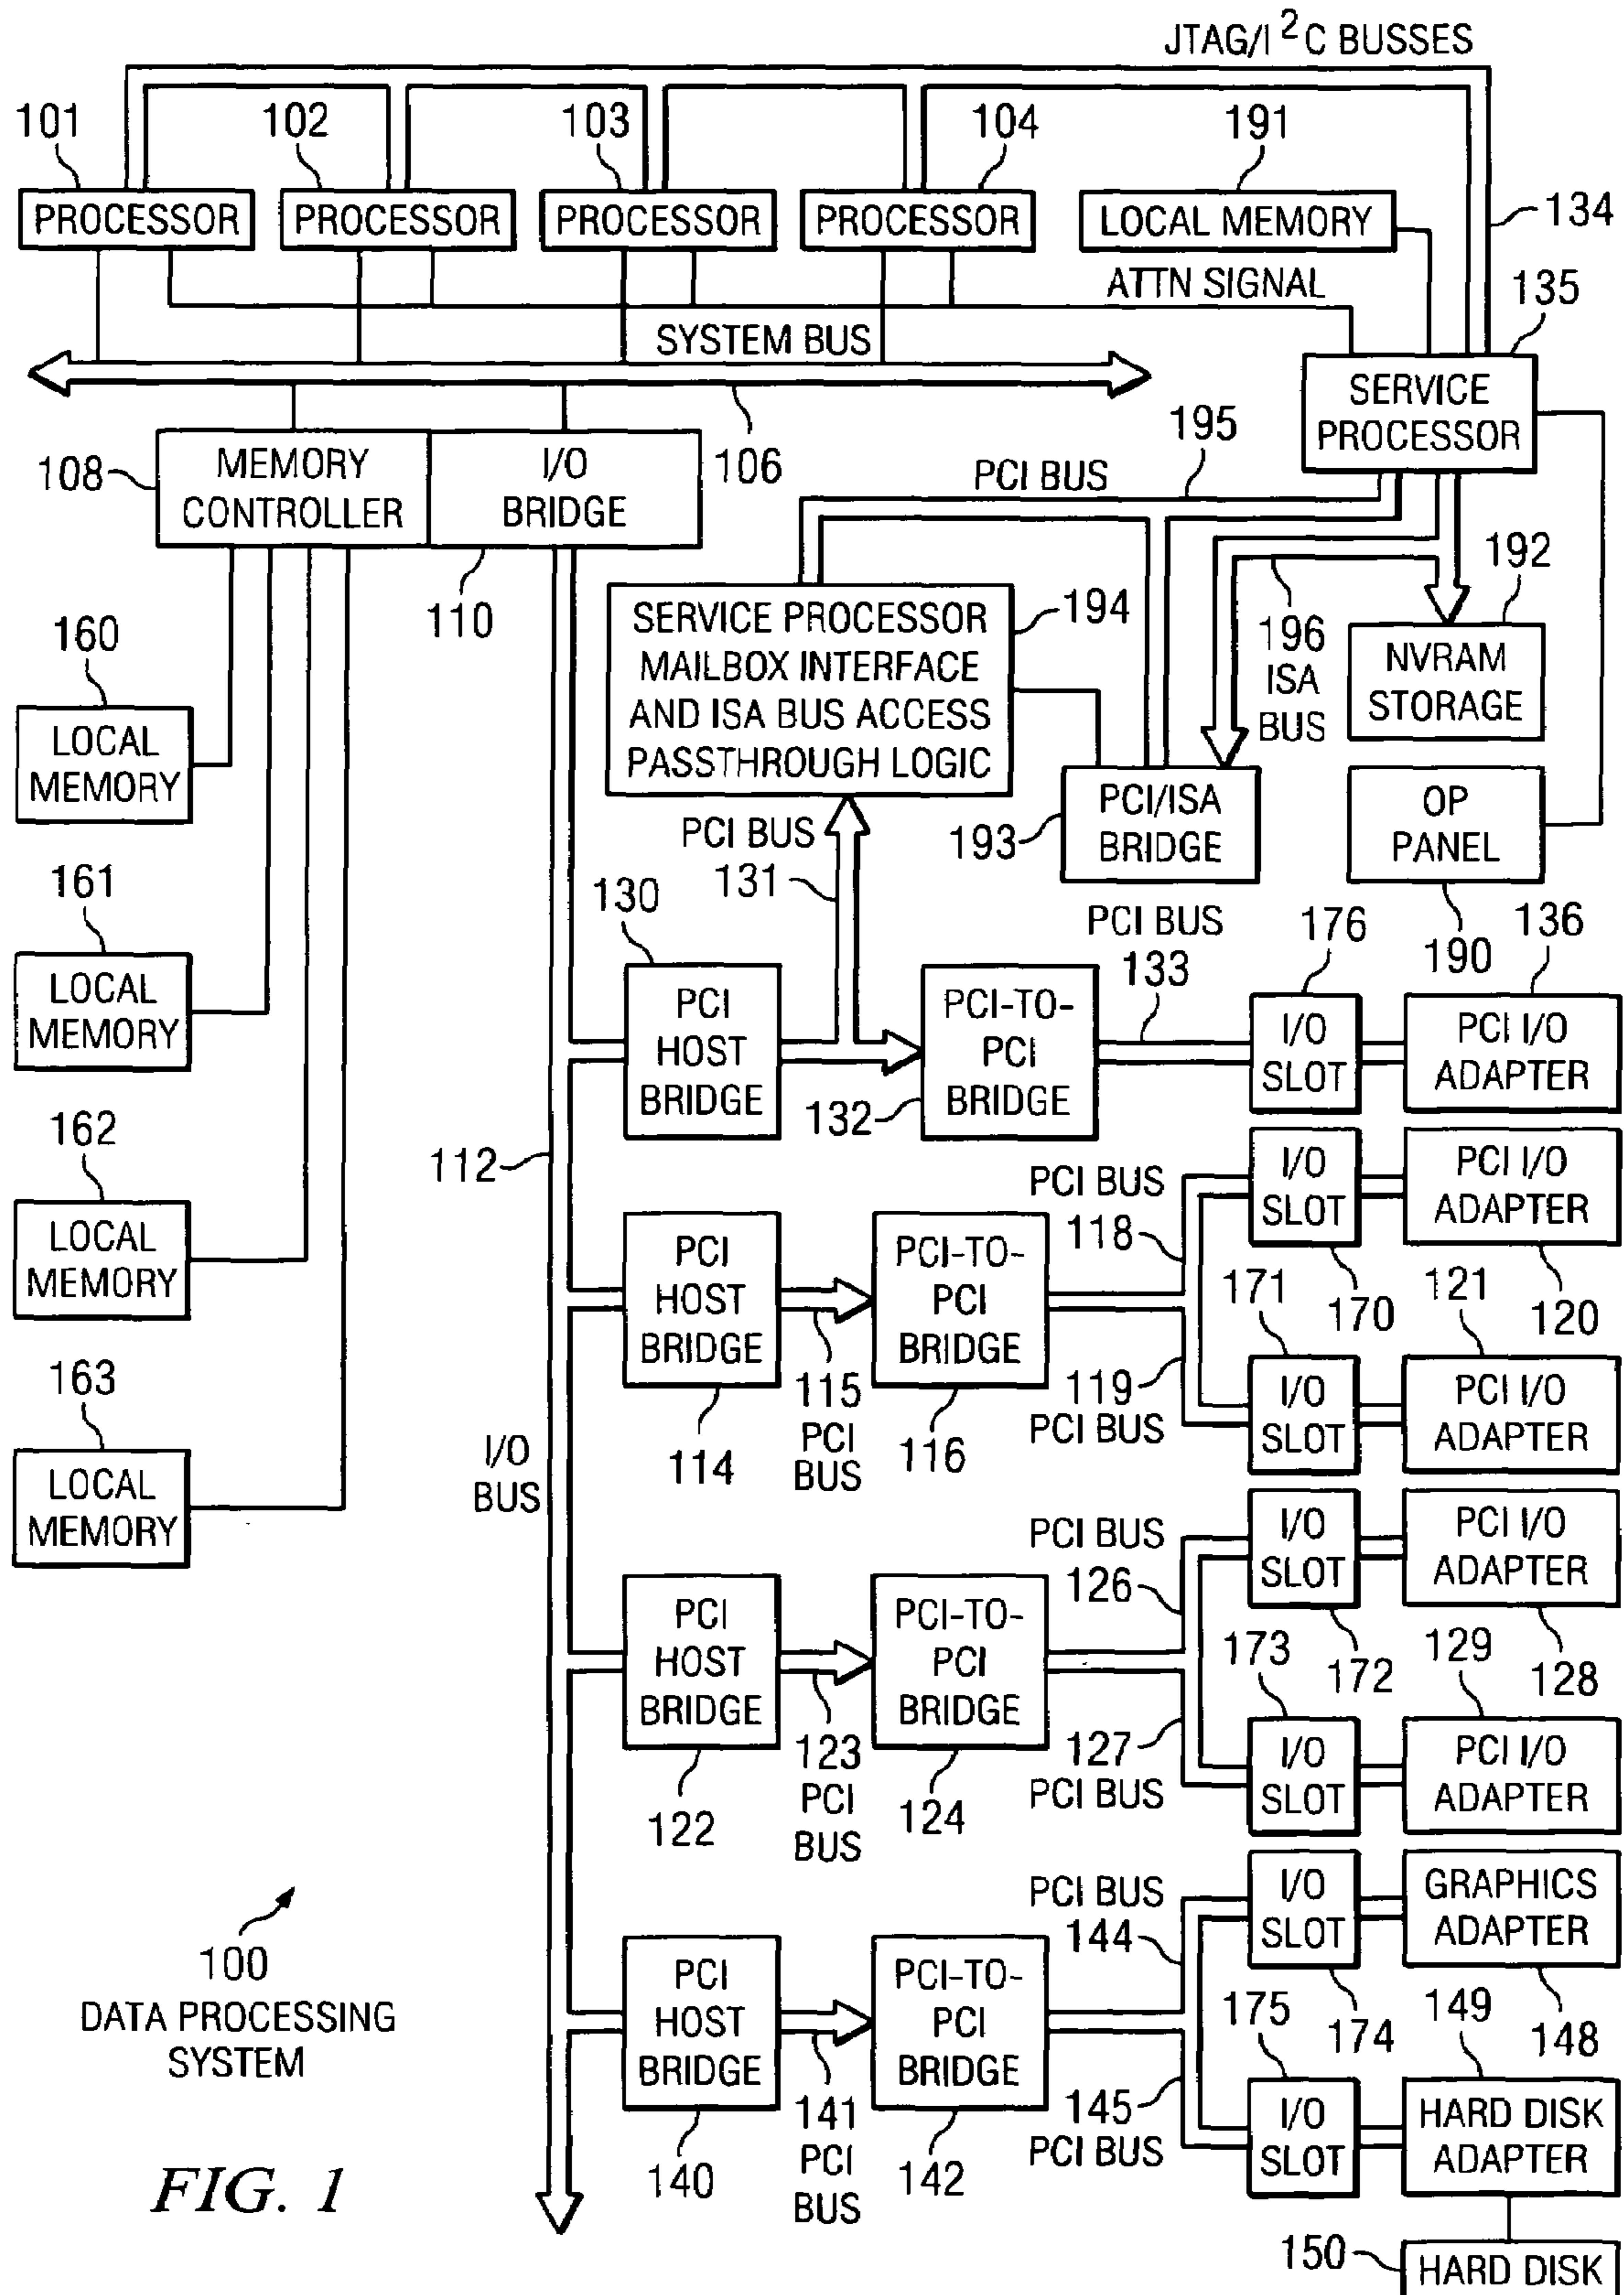 JTAG/I 2 C BUSSES
101
102
103
104
191
PROCESSOR
PROCESSOR
PROCESSOR
PROCESSOR
LOCAL MEMORY
134
ATTN SIGNAL
135
SYSTEM BUS
SERVICE
PROCESSOR
195
108
MEMORY
CONTROLLER
I/O
BRIDGE
106
PCI BUS
110
192
160
SERVICE PROCESSOR
MAILBOX INTERFACE
AND ISA BUS ACCESS
PASSTHROUGH LOGIC
194
196
ISA
BUS
NVRAM
STORAGE
LOCAL
MEMORY
PCI BUS
131
193
PCI/ISA
BRIDGE
OP
PANEL
161
130
PCI BUS
133
176
190
136
LOCAL
MEMORY
PCI
HOST
BRIDGE
132
PCI-TO-
PCI
BRIDGE
I/O
SLOT
PCI I/O
ADAPTER
162
112
PCI BUS
118
I/O
SLOT
PCI I/O
ADAPTER
LOCAL
MEMORY
PCI
HOST
BRIDGE
PCI-TO-
PCI
BRIDGE
171
170
121
120
163
114
115
PCI
BUS
116
119
PCI BUS
I/O
SLOT
PCI I/O
ADAPTER
LOCAL
MEMORY
I/O
BUS
PCI BUS
126
I/O
SLOT
PCI I/O
ADAPTER
PCI
HOST
BRIDGE
PCI-TO-
PCI
BRIDGE
173
172
129
128
122
123
PCI
BUS
124
127
PCI BUS
I/O
SLOT
PCI I/O
ADAPTER
PCI BUS
144
I/O
SLOT
GRAPHICS
ADAPTER
100
DATA PROCESSING
SYSTEM
PCI
HOST
BRIDGE
PCI-TO-
PCI
BRIDGE
175
174
149
148
140
141
PCI
BUS
142
145
PCI BUS
I/O
SLOT
HARD DISK
ADAPTER
FIG. 1
150
HARD DISK